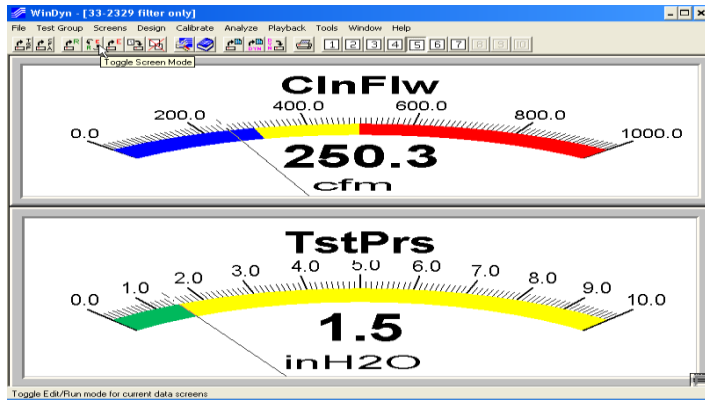 WinDyn - [33-2329 filter only]
File Test Group Screens Design Calibrate Analyze Playback Tools Window Help
1 2 3 4 5 6 7 8 9 10
Toggle Screen Mode
ClnFlw
0.0 200.0 400.0 600.0 800.0 1000.0
250.3
cfm
TstPrs
0.0 1.0 2.0 3.0 4.0 5.0 6.0 7.0 8.0 9.0 10.0
1.5
inH2O
Toggle Edit/Run mode for current data screens